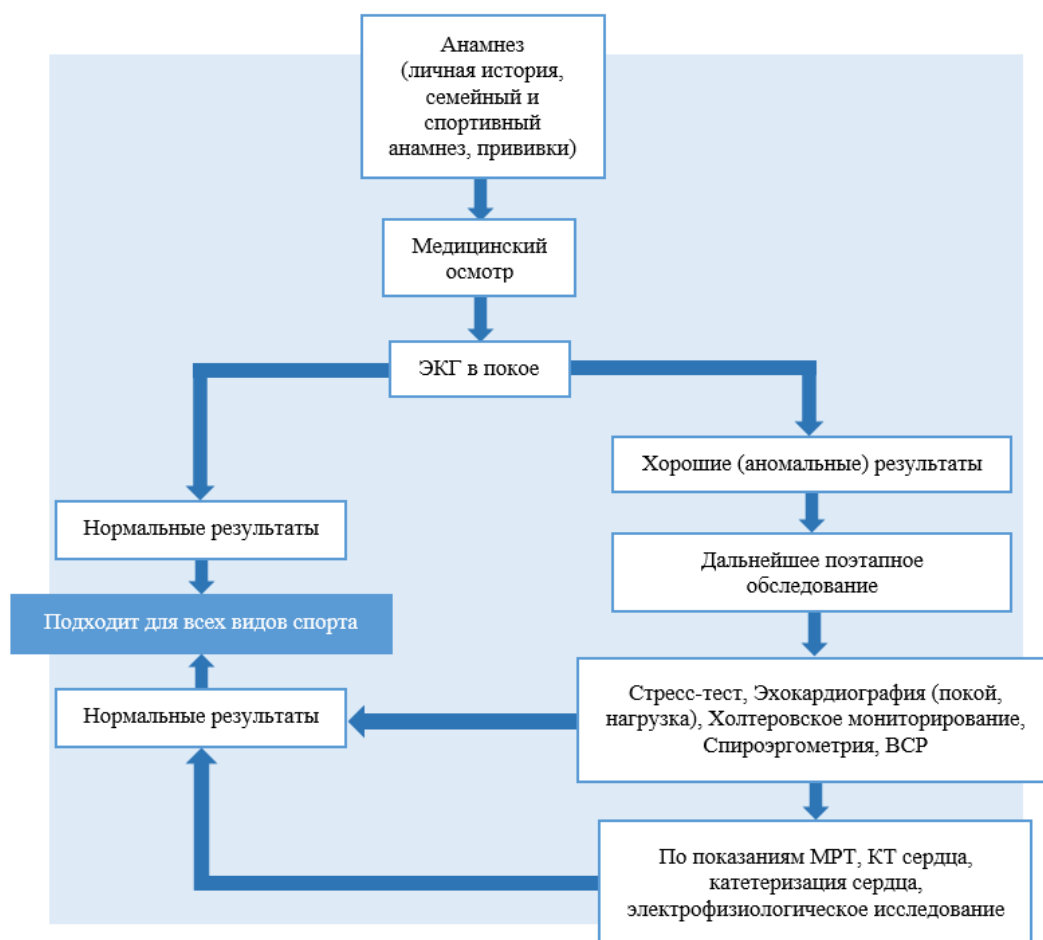 Анамнез
(личная история,
семейный и
спортивный
анамнез, прививки)
Медицинский
осмотр
ЭКГ в покое
Хорошие (аномальные) результаты
Нормальные результаты
Дальнейшее поэтапное
обследование
Подходит для всех видов спорта
Стресс-тест, Эхокардиография (покой,
нагрузка), Холтеровское мониторирование,
Спироэргометрия, ВСР
Нормальные результаты
По показаниям МРТ, КТ сердца,
катетеризация сердца,
электрофизиологическое исследование